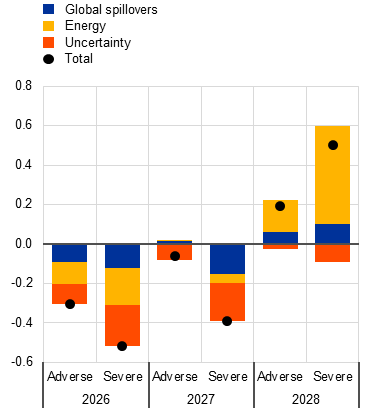 Global spillovers
Energy
Uncertainty
Total
0.8
0.6
0.4
0.2
0.0
-0.2
-0.4
-0.6
Adverse Severe Adverse Severe Adverse Severe
2026 2027 2028